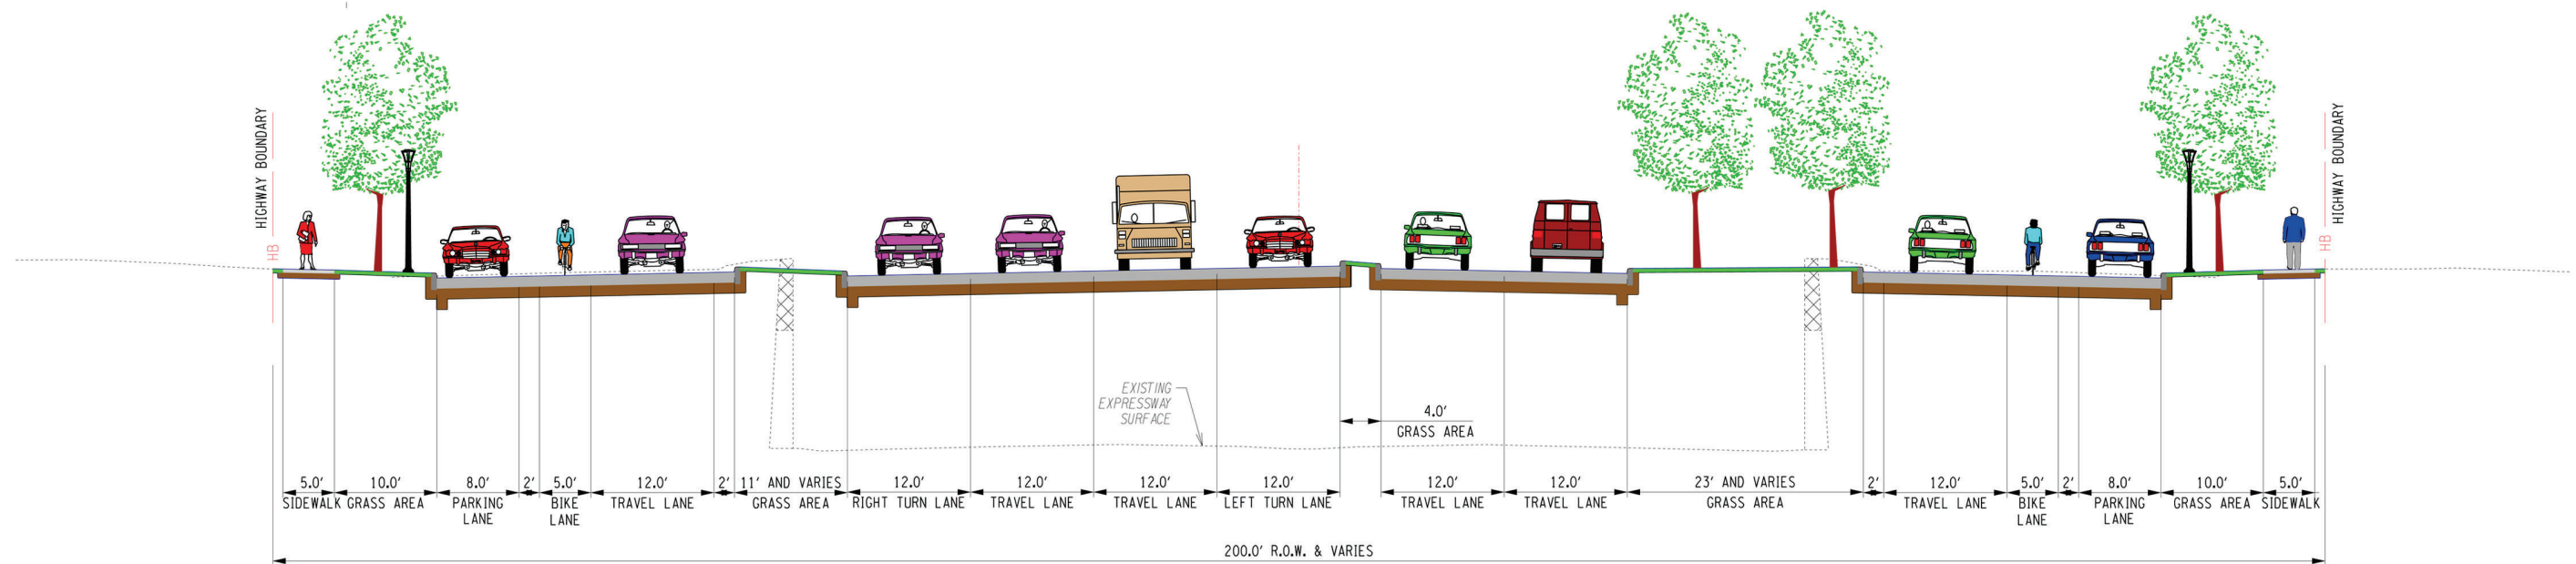 HIGHWAY BOUNDARY
HB
HIGHWAY BOUNDARY
HB
EXISTING
EXPRESSWAY
SURFACE
4.0'
GRASS AREA
5.0'
SIDEWALK
10.0'
GRASS AREA
8.0'
PARKING
LANE
2'
5.0'
BIKE
LANE
12.0'
TRAVEL LANE
2'
11' AND VARIES
GRASS AREA
12.0'
RIGHT TURN LANE
12.0'
TRAVEL LANE
12.0'
TRAVEL LANE
12.0'
LEFT TURN LANE
12.0'
TRAVEL LANE
12.0'
TRAVEL LANE
23' AND VARIES
GRASS AREA
2'
12.0'
TRAVEL LANE
5.0'
BIKE
LANE
2'
8.0'
PARKING
LANE
10.0'
GRASS AREA
5.0'
SIDEWALK
200.0' R.O.W. & VARIES